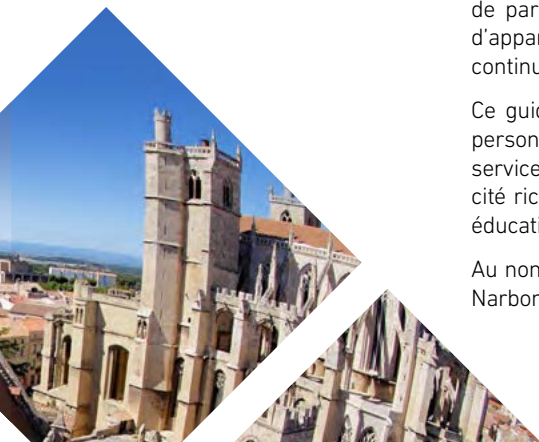 de par
d’appar
continu
Ce guid
person
service
cité ric
éducati
Au nom
Narbon